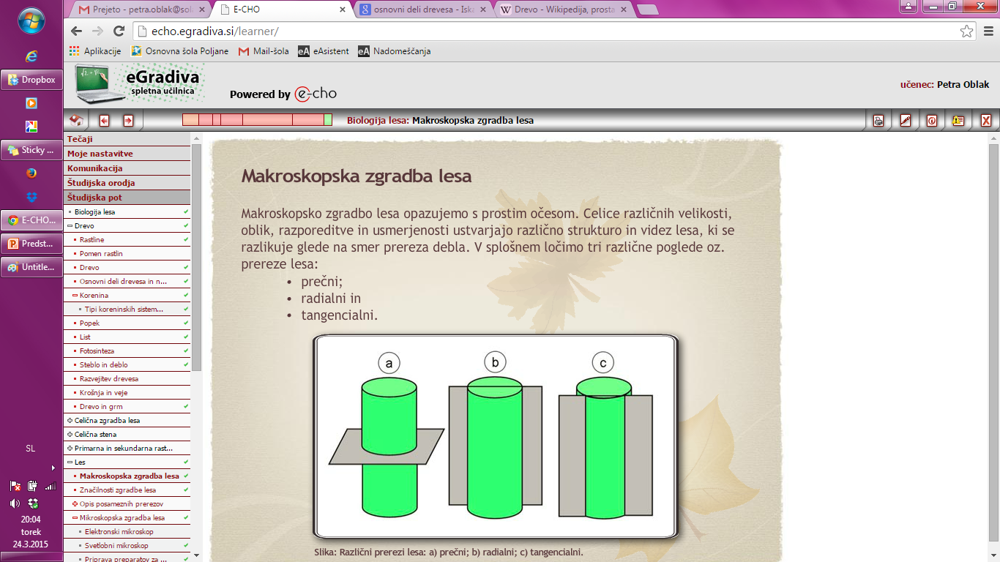 Prejeto - petra.oblak@sol
E-CHO
osnovni deli drevesa - Iska
Drevo - Wikipedija, prosta
echo.egradiva.si/learner/
Aplikacije
Osnovna šola Poljane
Mail-šola
eA eAsistent
eA Nadomeščanja
Dropbox
Sticky ...
E-CHO...
Predst...
Untitle...
SL
20:04
torek
24.3.2015
eGradiva
spletna učilnica
Powered by e-cho
učenec: Petra Oblak
Biologija lesa: Makroskopska zgradba lesa
Tečaji
Moje nastavitve
Komunikacija
Študijska orodja
Študijska pot
Biologija lesa
Drevo
Rastline
Pomen rastlin
Drevo
Osnovni deli drevesa in n...
Korenina
Tipi koreninskih sistem...
Popek
List
Fotosinteza
Steblo in deblo
Razvejitev drevesa
Krošnja in veje
Drevo in grm
Celična zgradba lesa
Celična stena
Primarna in sekundarna rast...
Les
Makroskopska zgradba lesa
Značilnosti zgradbe lesa
Opis posameznih prerezov
Mikroskopska zgradba lesa
Elektronski mikroskop
Svetlobni mikroskop
Priprava preparatov za ...
Makroskopska zgradba lesa
Makroskopsko zgradbo lesa opazujemo s prostim očesom. Celice različnih velikosti,
oblik, razporeditve in usmerjenosti ustvarjajo različno strukturo in videz lesa, ki se
razlikuje glede na smer prereza debla. V splošnem ločimo tri različne poglede oz.
prereze lesa:
• prečni;
• radialni in
• tangencialni.
a
b
c
Slika: Različni prerezi lesa: a) prečni; b) radialni; c) tangencialni.